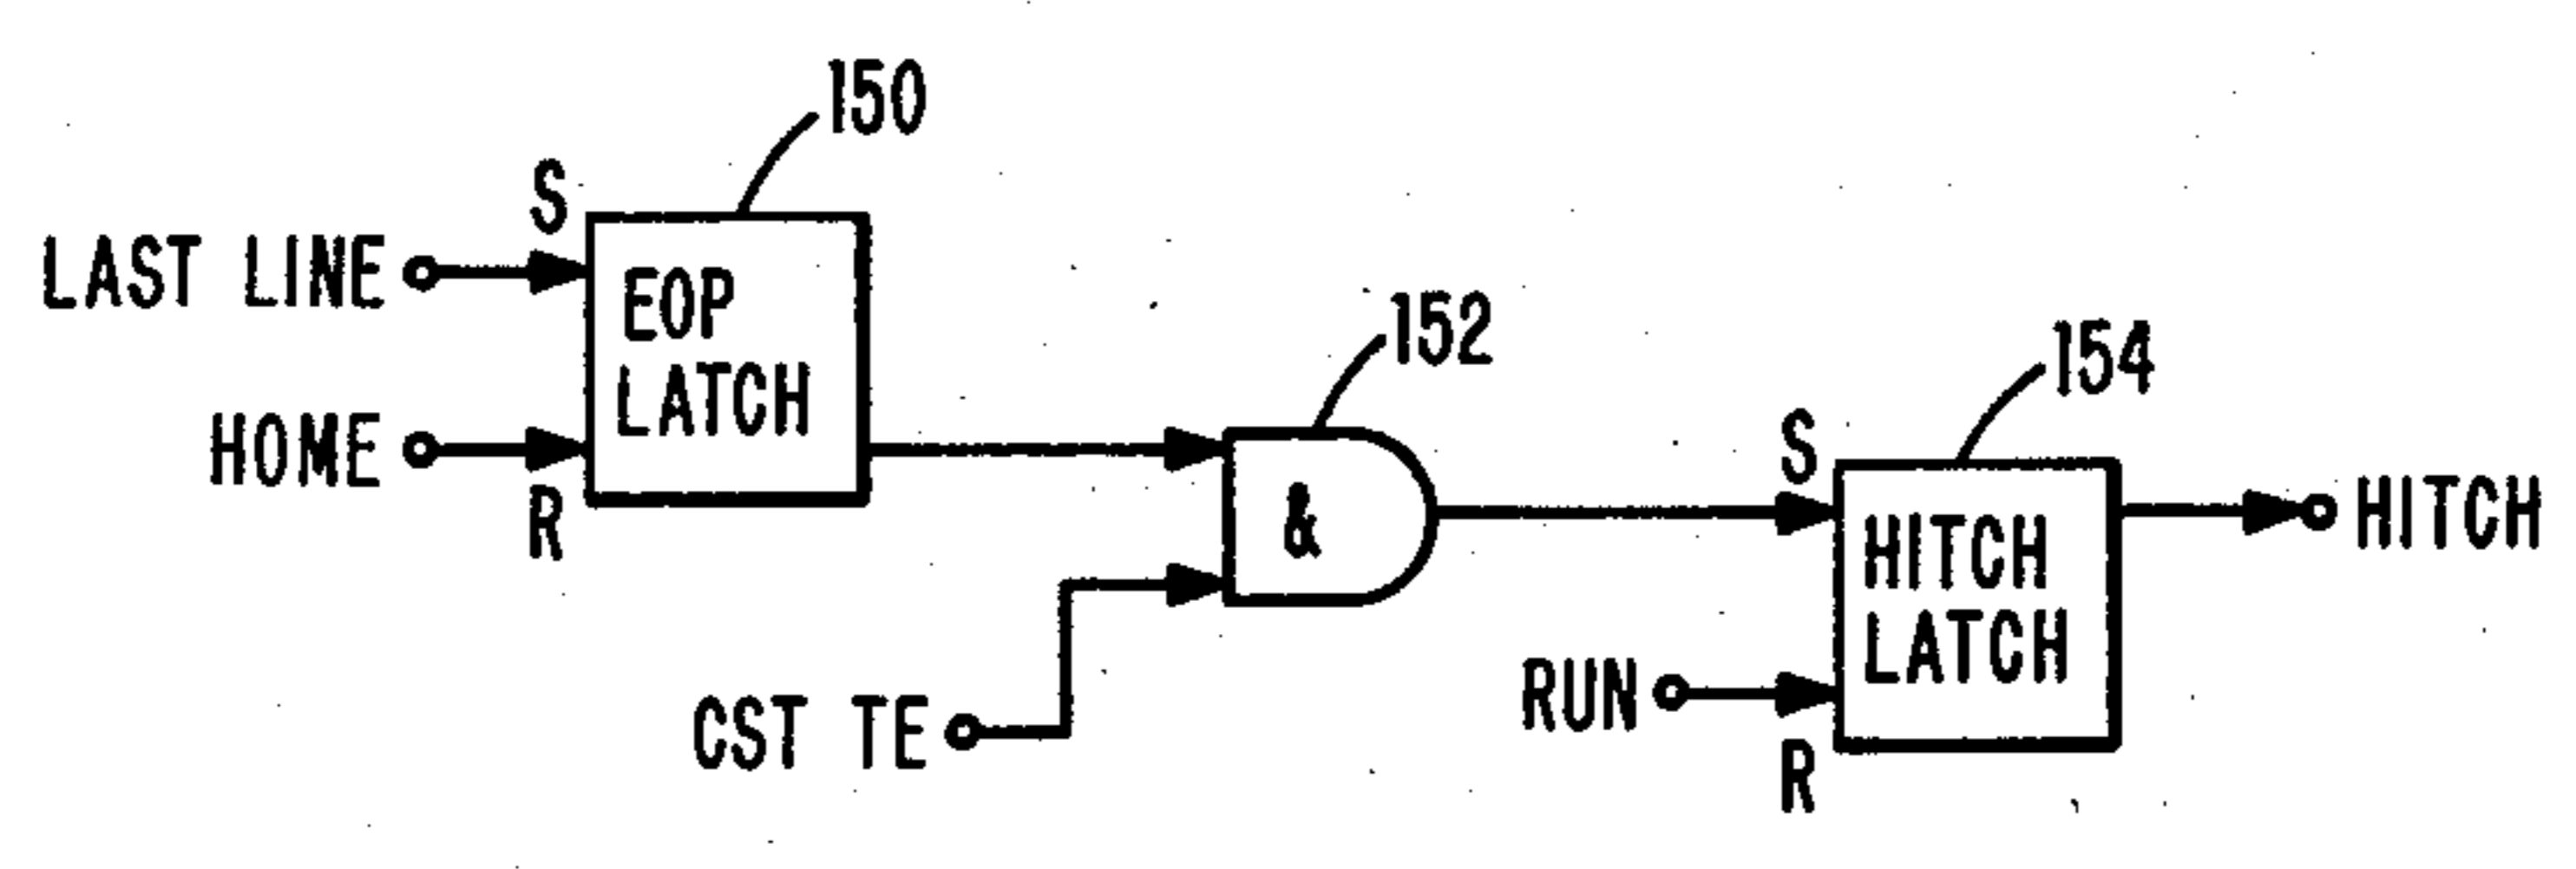 150
S
LAST LINE
EOP
LATCH
HOME
R
152
&
CST TE
154
S
HITCH
LATCH
HITCH
RUN
R